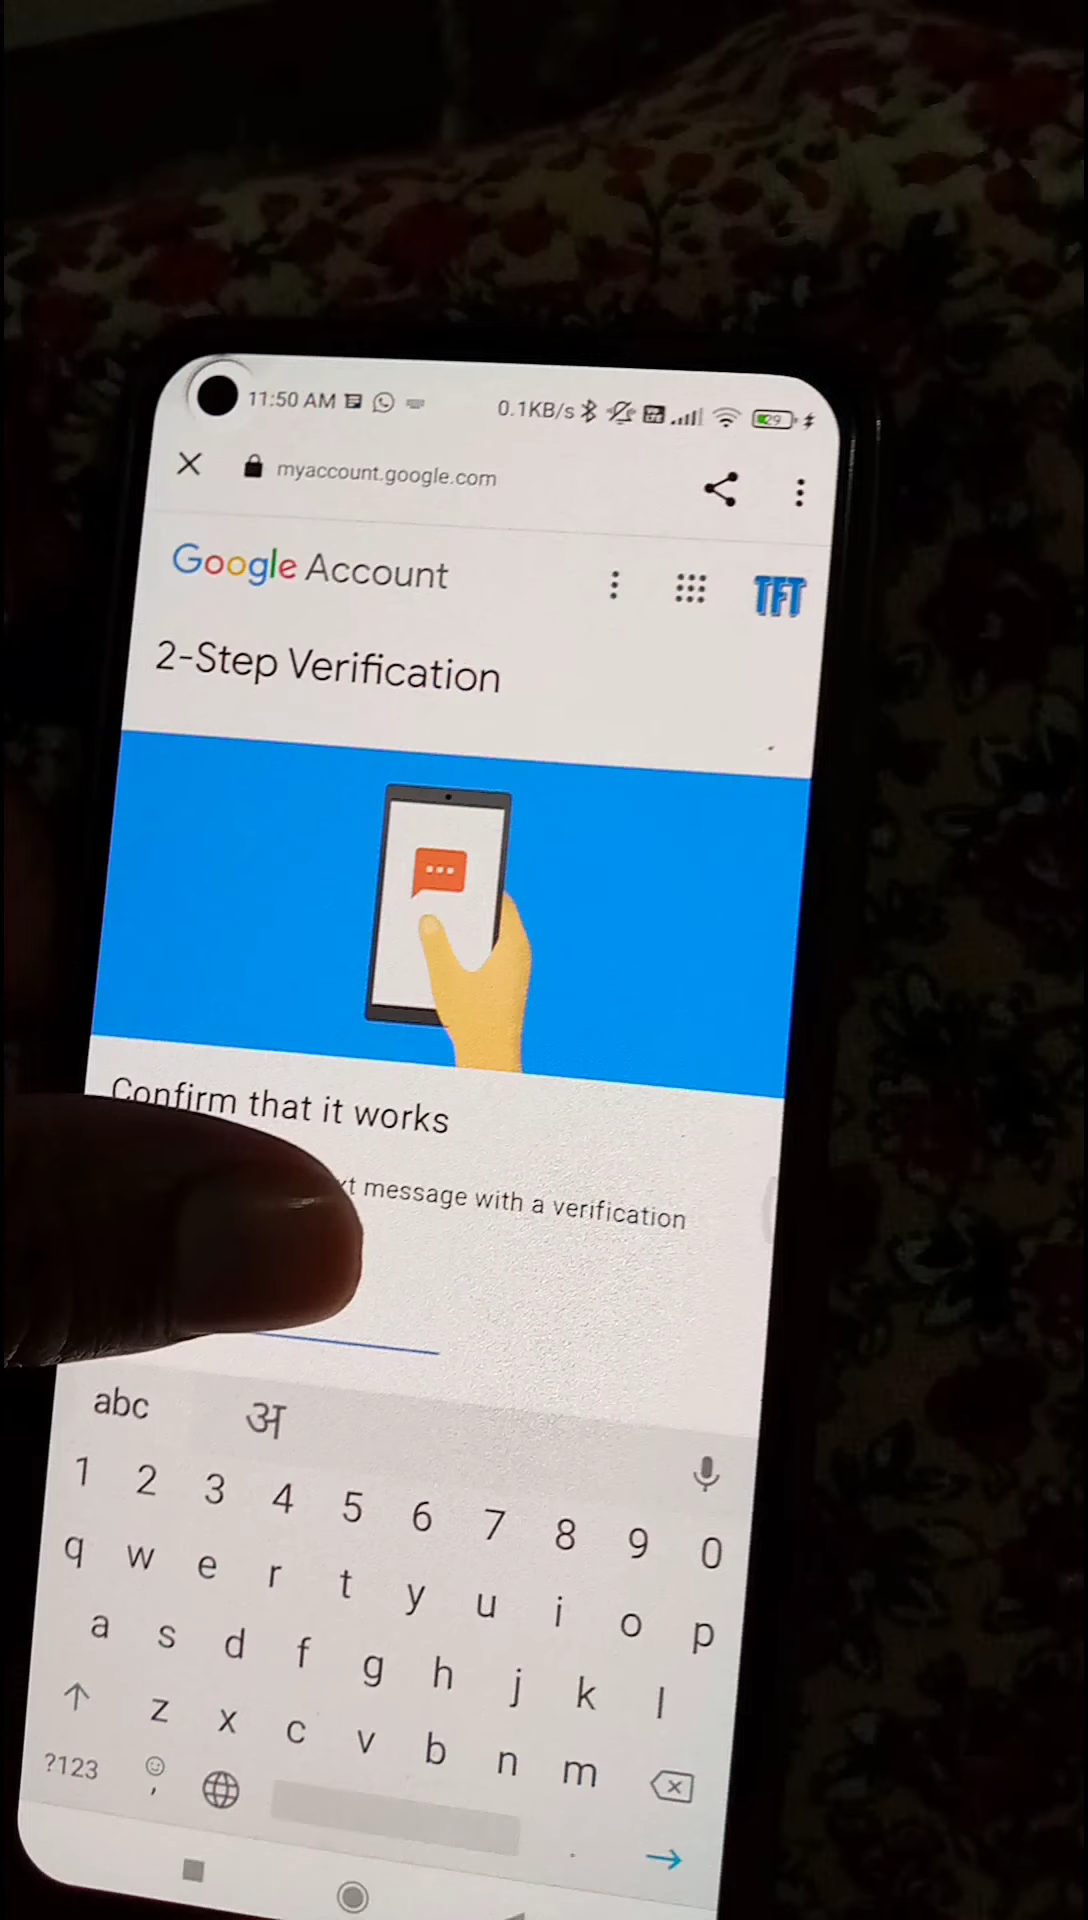 11:50 AM 0.1KB/s 29
myaccount.google.com
Google Account TFT
2-Step Verification
Confirm that it works
message with a verification
abc अ
1 2 3 4 5 6 7 8 9 0
q w e r t y u i o p
a s d f g h j k l
z x c v b n m
?123 , .